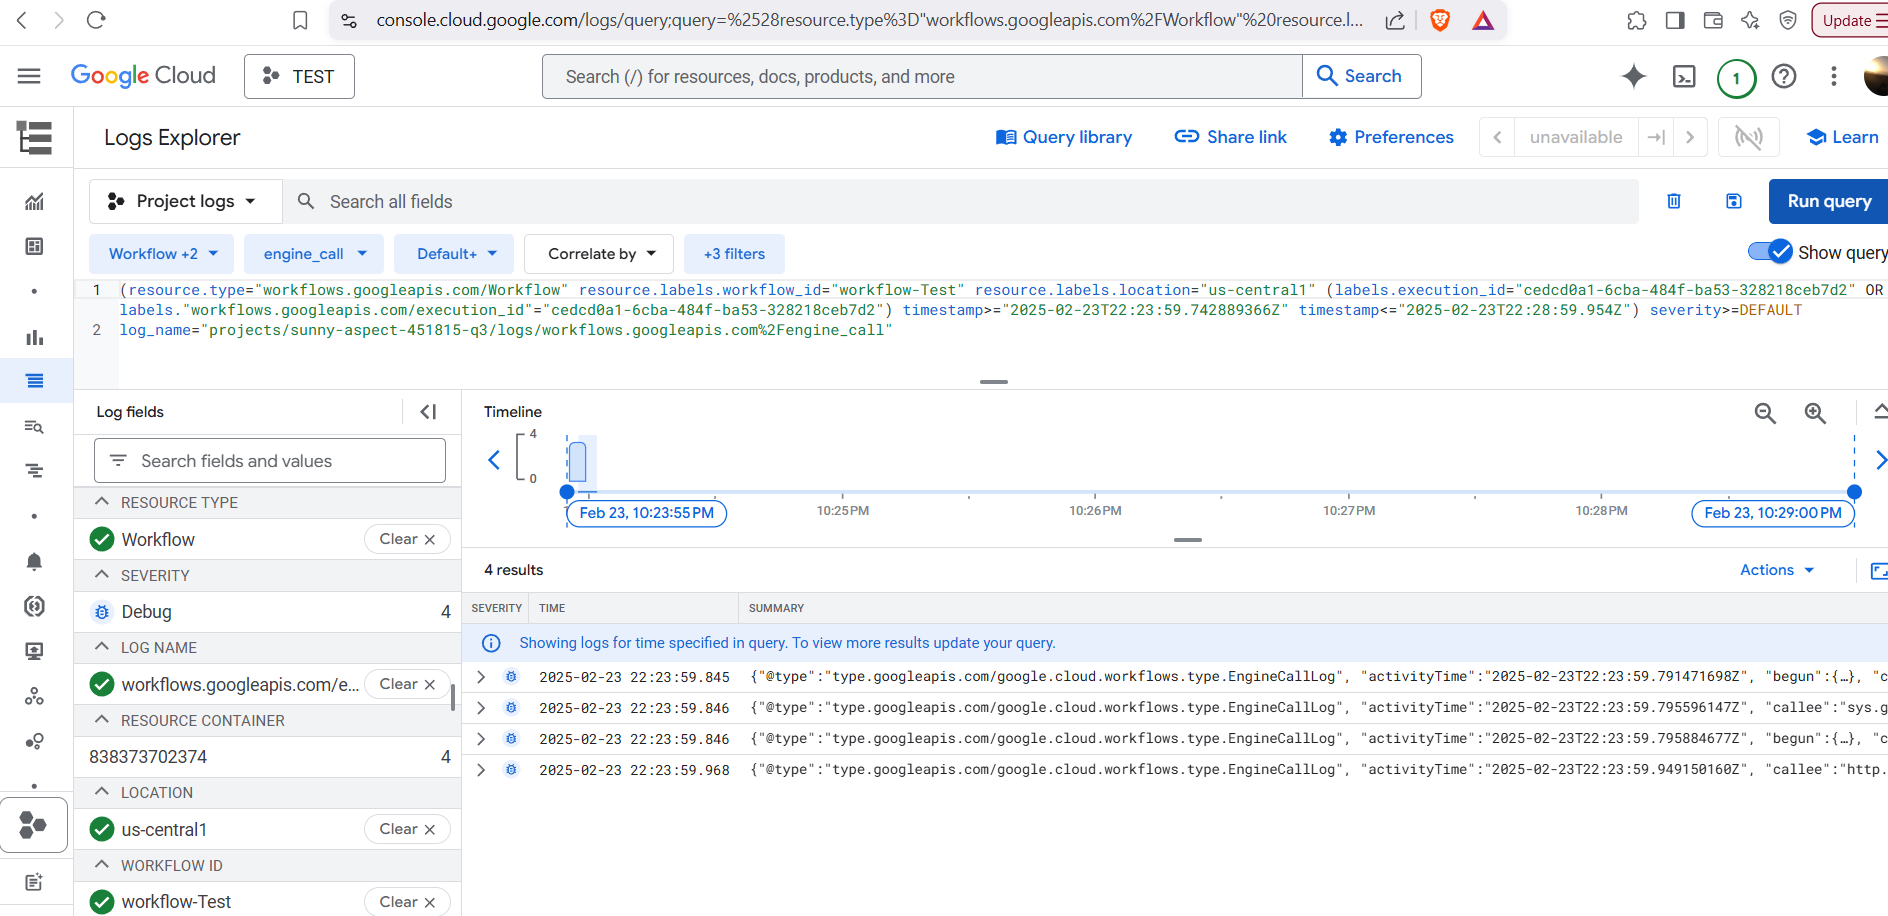 console.cloud.google.com/logs/query;query=%2528resource.type%3D"workflows.googleapis.com%2FWorkflow"%20resource.l...
Update
Google Cloud
TEST
Search (/) for resources, docs, products, and more
Search
1
Logs Explorer
Query library
Share link
Preferences
unavailable
Learn
Project logs
Search all fields
Run query
Workflow +2
engine_call
Default+
Correlate by
+3 filters
Show query
1 (resource.type="workflows.googleapis.com/Workflow" resource.labels.workflow_id="workflow-Test" resource.labels.location="us-central1" (labels.execution_id="cedcd0a1-6cba-484f-ba53-328218ceb7d2" OR
labels."workflows.googleapis.com/execution_id"="cedcd0a1-6cba-484f-ba53-328218ceb7d2") timestamp>="2025-02-23T22:23:59.742889366Z" timestamp<="2025-02-23T22:28:59.954Z") severity>=DEFAULT
2 log_name="projects/sunny-aspect-451815-q3/logs/workflows.googleapis.com%2Fengine_call"
Log fields
Search fields and values
RESOURCE TYPE
Workflow Clear
SEVERITY
Debug 4
LOG NAME
workflows.googleapis.com/e... Clear
RESOURCE CONTAINER
838373702374 4
LOCATION
us-central1 Clear
WORKFLOW ID
workflow-Test Clear
Timeline
4
0
Feb 23, 10:23:55 PM
10:25 PM
10:26 PM
10:27 PM
10:28 PM
Feb 23, 10:29:00 PM
4 results
Actions
SEVERITY TIME SUMMARY
Showing logs for time specified in query. To view more results update your query.
2025-02-23 22:23:59.845 {"@type":"type.googleapis.com/google.cloud.workflows.type.EngineCallLog", "activityTime":"2025-02-23T22:23:59.791471698Z", "begun":{…}, "c
2025-02-23 22:23:59.846 {"@type":"type.googleapis.com/google.cloud.workflows.type.EngineCallLog", "activityTime":"2025-02-23T22:23:59.795596147Z", "callee":"sys.g
2025-02-23 22:23:59.846 {"@type":"type.googleapis.com/google.cloud.workflows.type.EngineCallLog", "activityTime":"2025-02-23T22:23:59.795884677Z", "begun":{…}, "c
2025-02-23 22:23:59.968 {"@type":"type.googleapis.com/google.cloud.workflows.type.EngineCallLog", "activityTime":"2025-02-23T22:23:59.949150160Z", "callee":"http.